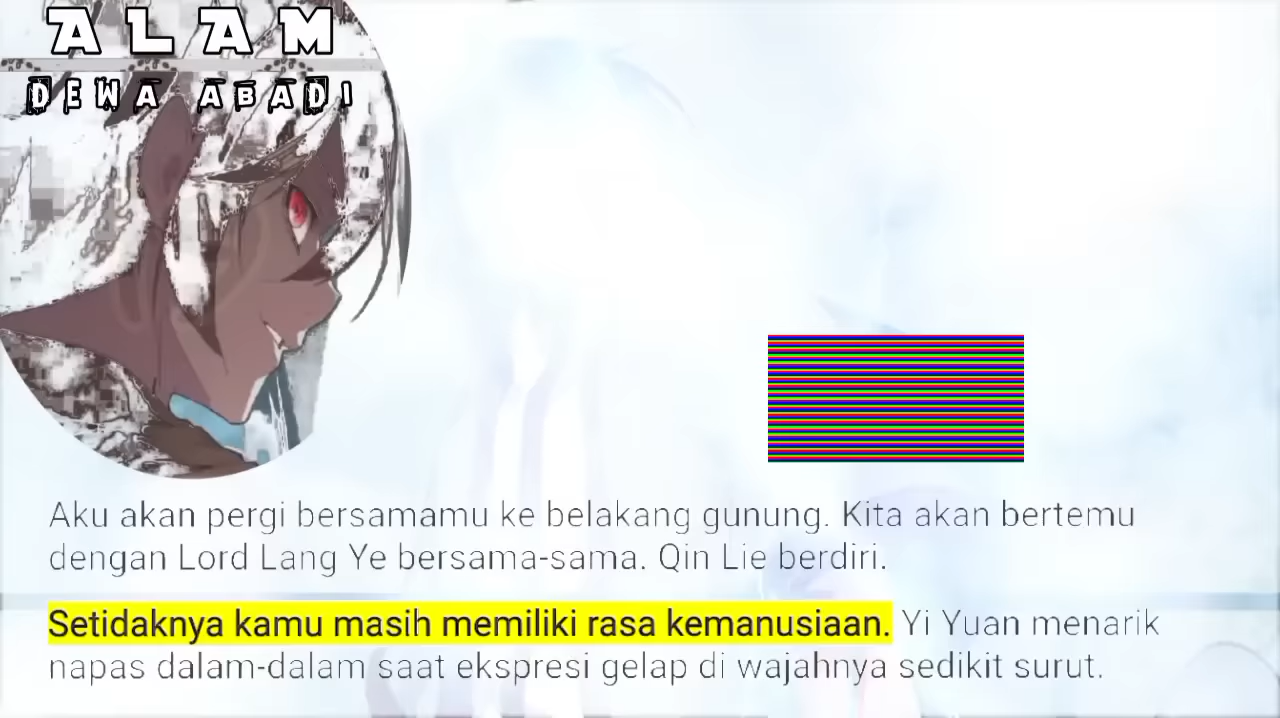 ALAM
DEWA ABADI
Aku akan pergi bersamamu ke belakang gunung. Kita akan bertemu
dengan Lord Lang Ye bersama-sama. Qin Lie berdiri.
Setidaknya kamu masih memiliki rasa kemanusiaan. Yi Yuan menarik
napas dalam-dalam saat ekspresi gelap di wajahnya sedikit surut.